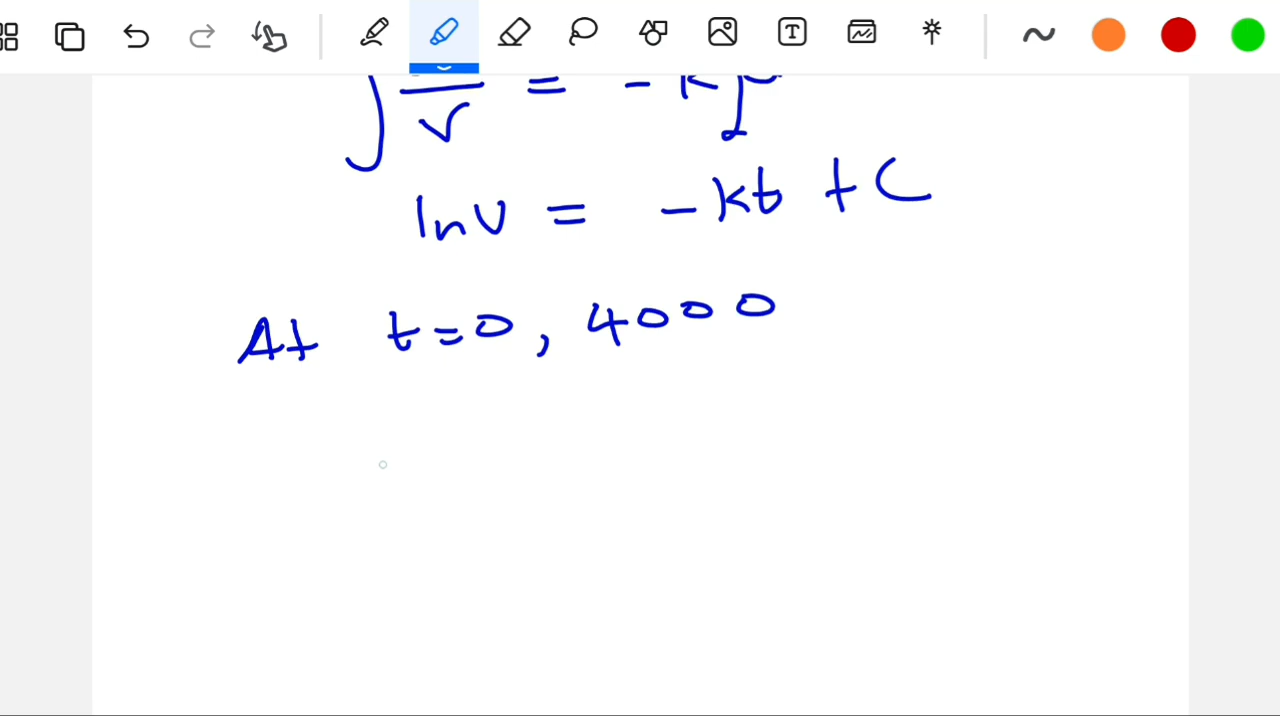 ln V = - kt + C
At t = 0, 4000